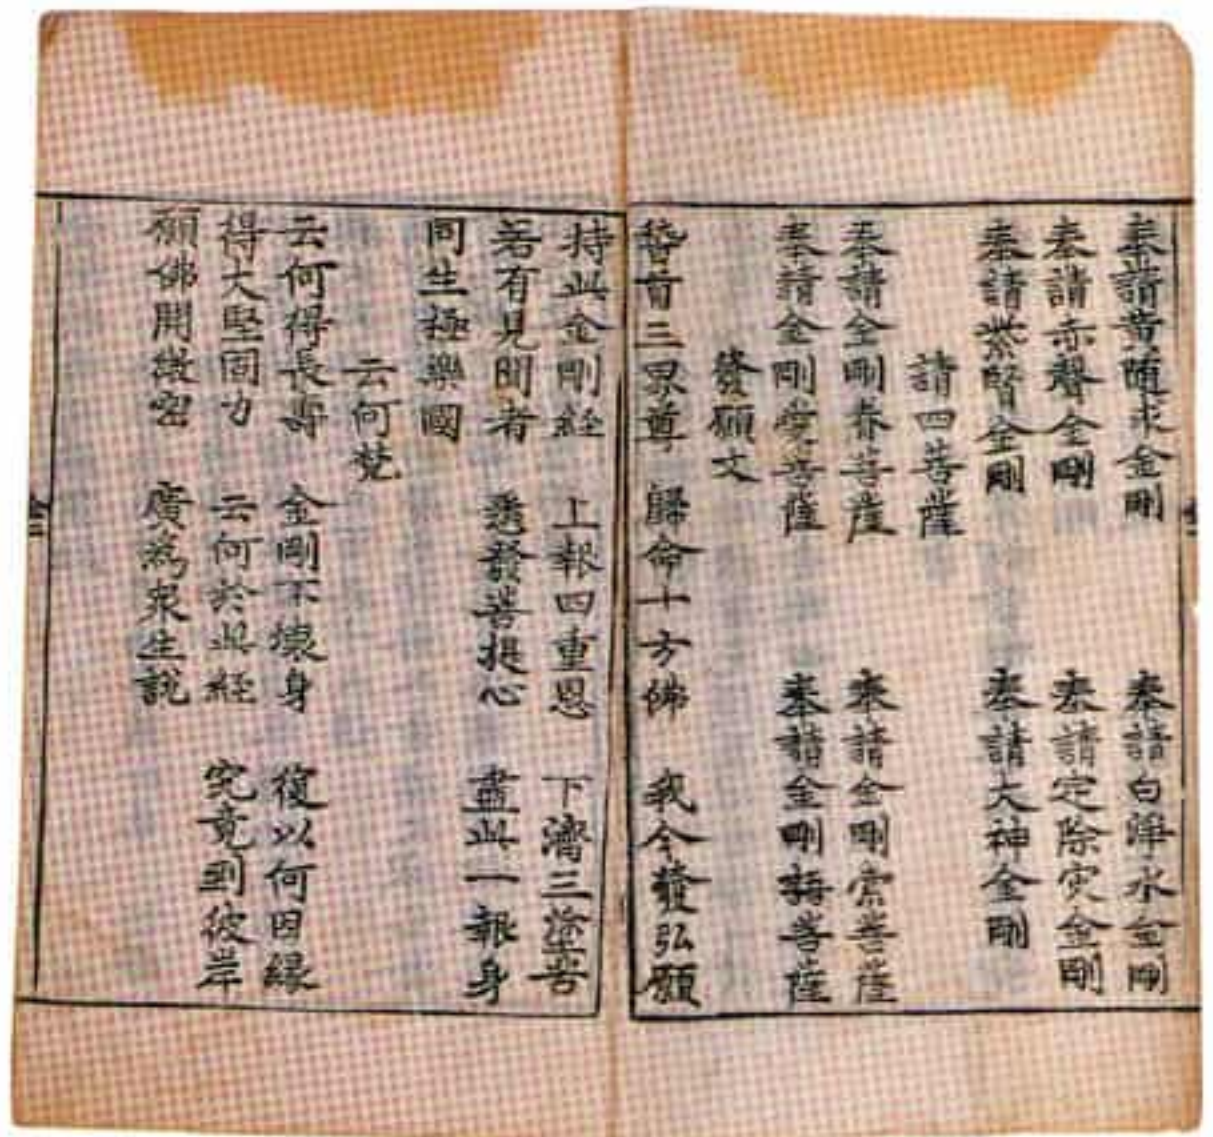 奉請黃隨求金剛　奉請白淨水金剛
奉請赤聲金剛　奉請定除灾金剛
奉請紫賢金剛　奉請大神金剛
請四菩薩
奉請金剛眷菩薩　奉請金剛索菩薩
奉請金剛愛菩薩　奉請金剛語菩薩
發願文
稽首三界尊　歸命十方佛　我今發弘願
持此金剛経　上報四重恩　下濟三塗苦
若有見聞者　悉發菩提心　盡此一報身
同生極樂國
云何梵
云何得長壽　金剛不壞身　復以何因縁
得大堅固力　云何於此経　究竟到彼岸
願佛開微密　廣為衆生說